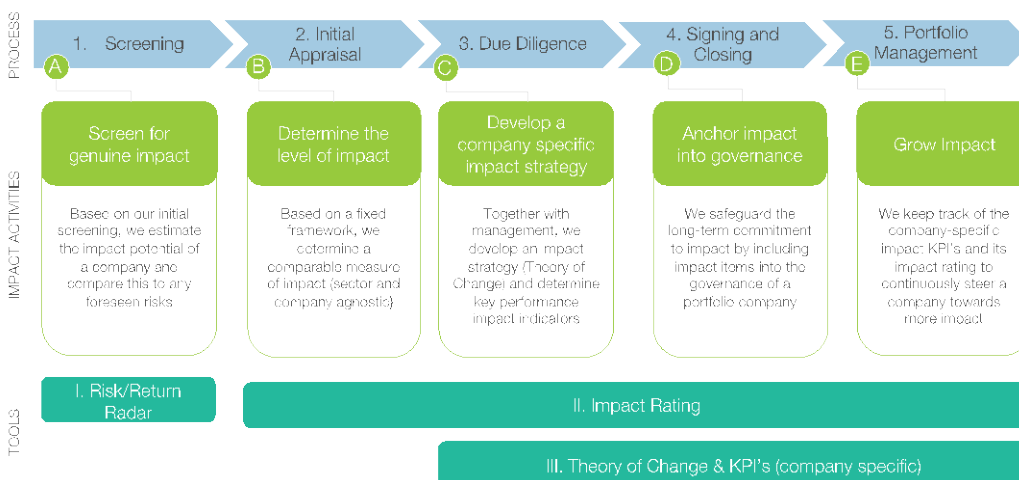 PROCESS
1. Screening
2. Initial
Appraisal
3. Due Diligence
4. Signing and
Closing
5. Portfolio
Management
A
B
C
D
E
IMPACT ACTIVITIES
Screen for
genuine impact
Based on our initial
screening, we estimate
the impact potential of
a company and
compare this to any
foreseen risks
Determine the
level of impact
Based on a fixed
framework, we
determine a
comparable measure
of impact (sector and
company agnostic)
Develop a
company specific
impact strategy
Together with
management, we
develop an impact
strategy (Theory of
Change) and determine
key performance
impact indicators
Anchor impact
into governance
We safeguard the
long-term commitment
to impact by including
impact items into the
governance of a
portfolio company
Grow Impact
We keep track of the
company-specific
impact KPI's and its
impact rating to
continuously steer a
company towards
more impact
TOOLS
I. Risk/Return
Radar
II. Impact Rating
III. Theory of Change & KPI's (company specific)